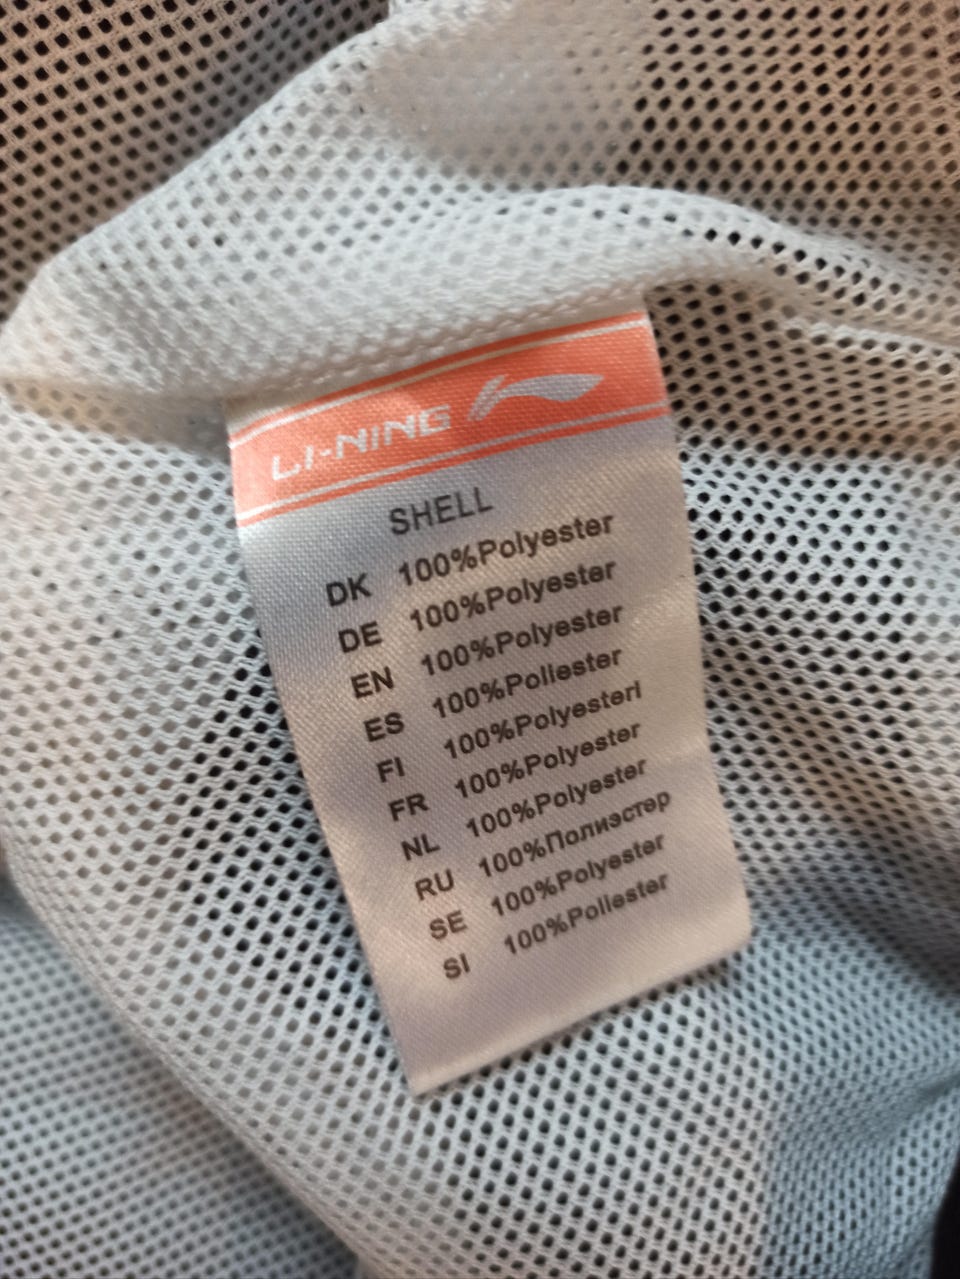 LI-NING
SHELL
DK 100%Polyester
DE 100%Polyester
EN 100%Polyester
ES 100%Poliester
FI 100%Polyesteri
FR 100%Polyester
NL 100%Polyester
RU 100%Полиэстер
SE 100%Polyester
SI 100%Poliester